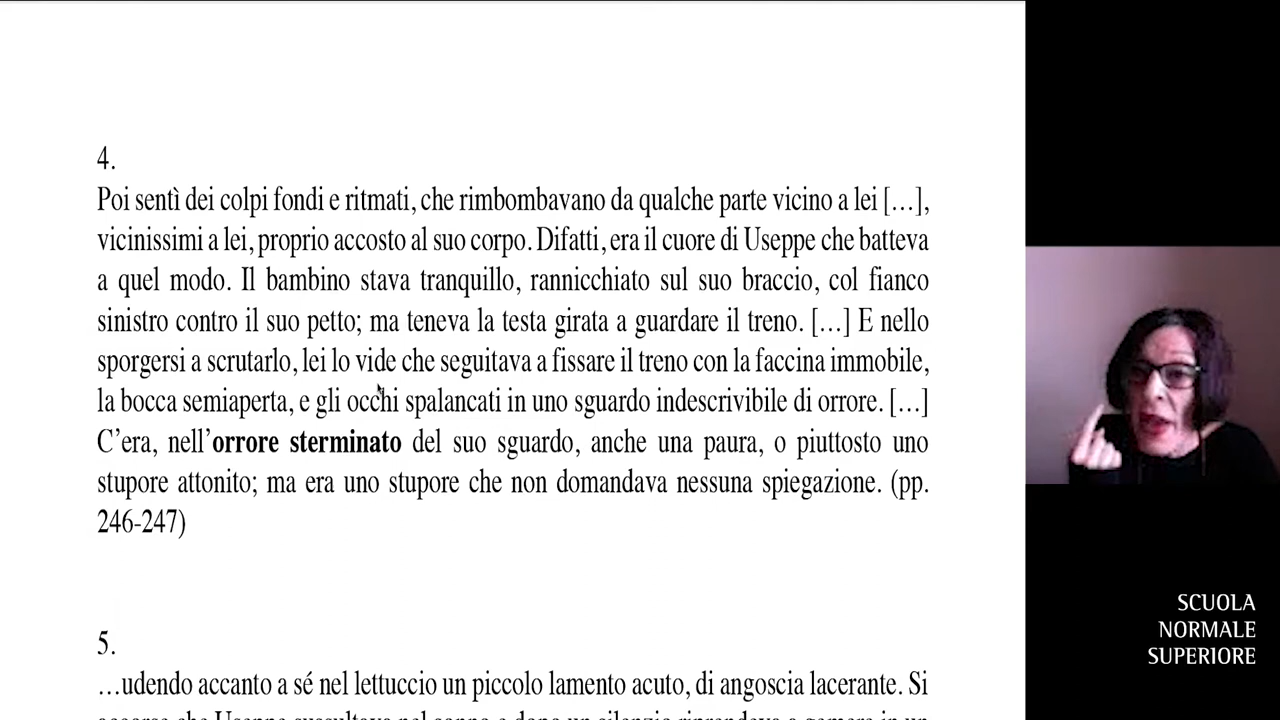 4.
Poi sentì dei colpi fondi e ritmati, che rimbombavano da qualche parte vicino a lei […],
vicinissimi a lei, proprio accosto al suo corpo. Difatti, era il cuore di Useppe che batteva
a quel modo. Il bambino stava tranquillo, rannicchiato sul suo braccio, col fianco
sinistro contro il suo petto; ma teneva la testa girata a guardare il treno. […] E nello
sporgersi a scrutarlo, lei lo vide che seguitava a fissare il treno con la faccina immobile,
la bocca semiaperta, e gli occhi spalancati in uno sguardo indescrivibile di orrore. […]
C’era, nell’orrore sterminato del suo sguardo, anche una paura, o piuttosto uno
stupore attonito; ma era uno stupore che non domandava nessuna spiegazione. (pp.
246-247)
5.
…udendo accanto a sé nel lettuccio un piccolo lamento acuto, di angoscia lacerante. Si
SCUOLA
NORMALE
SUPERIORE